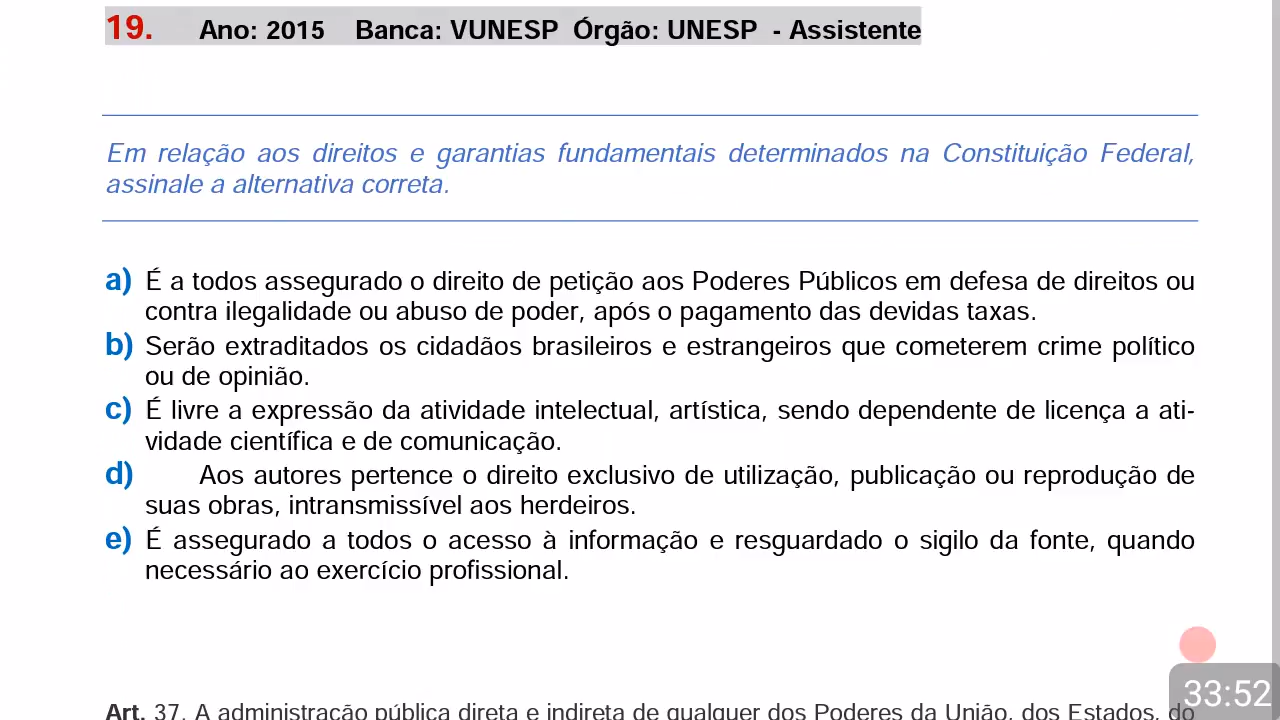 19. Ano: 2015 Banca: VUNESP Órgão: UNESP - Assistente
Em relação aos direitos e garantias fundamentais determinados na Constituição Federal,
assinale a alternativa correta.
a) É a todos assegurado o direito de petição aos Poderes Públicos em defesa de direitos ou
contra ilegalidade ou abuso de poder, após o pagamento das devidas taxas.
b) Serão extraditados os cidadãos brasileiros e estrangeiros que cometerem crime político
ou de opinião.
c) É livre a expressão da atividade intelectual, artística, sendo dependente de licença a ati-
vidade científica e de comunicação.
d) Aos autores pertence o direito exclusivo de utilização, publicação ou reprodução de
suas obras, intransmissível aos herdeiros.
e) É assegurado a todos o acesso à informação e resguardado o sigilo da fonte, quando
necessário ao exercício profissional.
33:52
Art. 37. A administração pública direta e indireta de qualquer dos Poderes da União, dos Estados, do